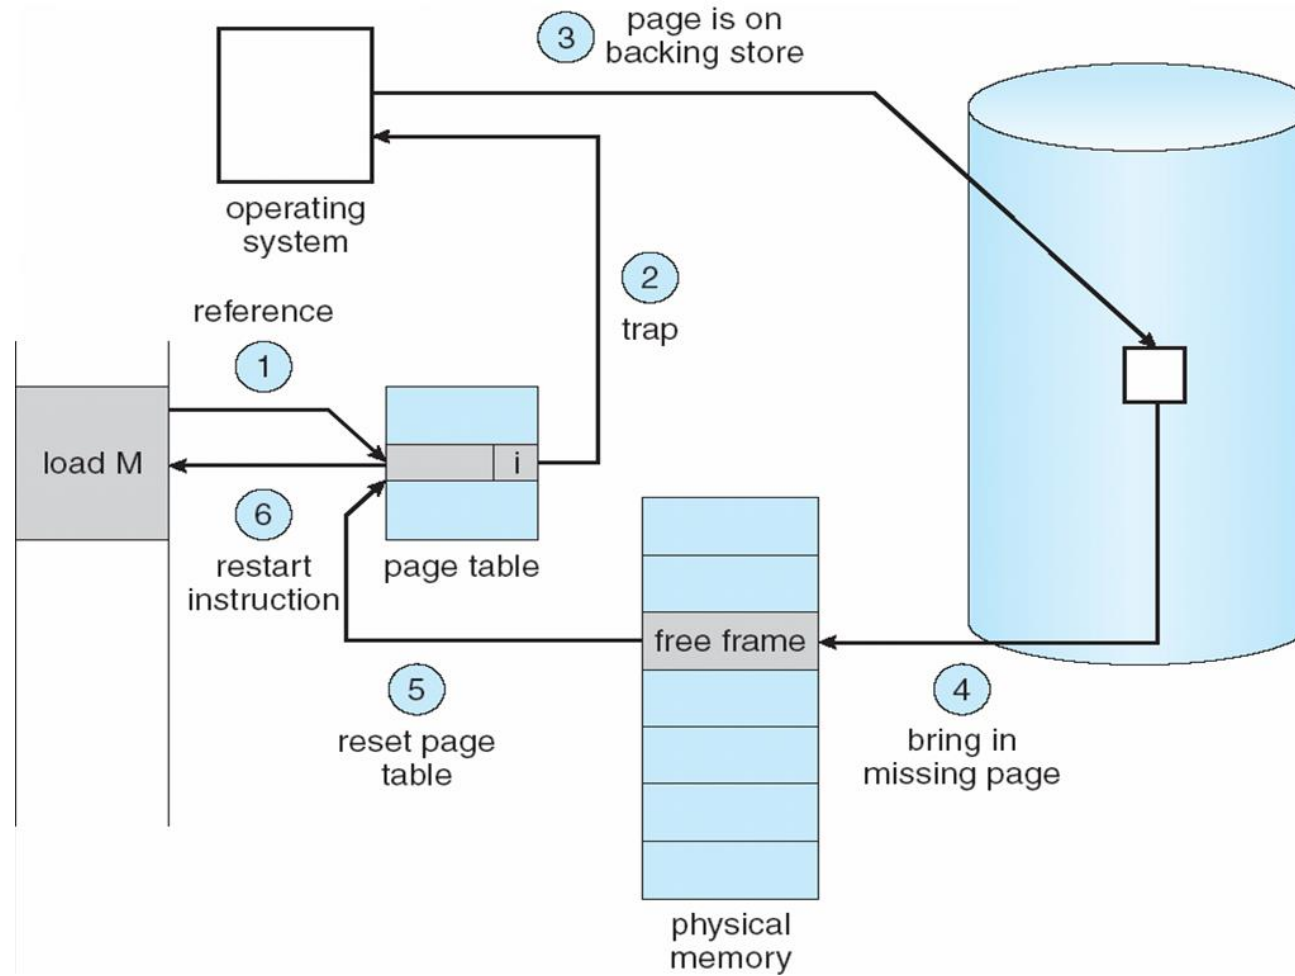 3
page is on
backing store
operating
system
2
trap
reference
1
load M
i
6
restart
instruction
page table
free frame
5
reset page
table
4
bring in
missing page
physical
memory